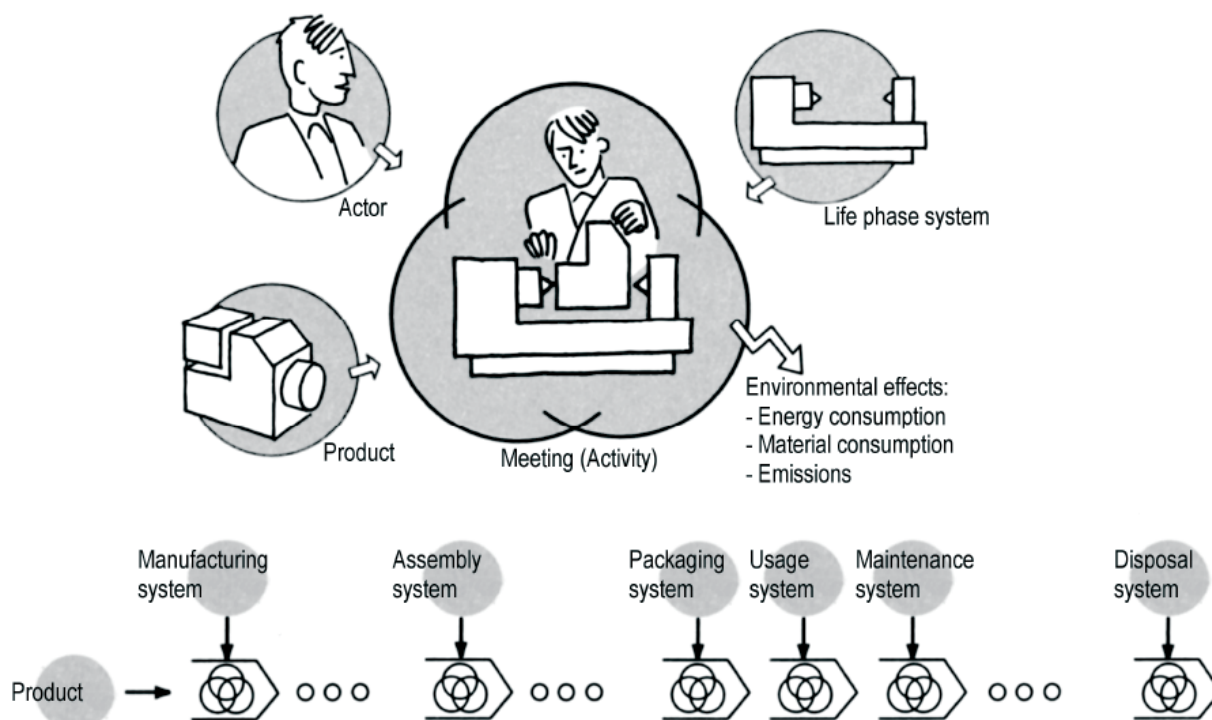 Actor
Life phase system
Product
Meeting (Activity)
Environmental effects:
- Energy consumption
- Material consumption
- Emissions
Manufacturing
system
Assembly
system
Packaging
system
Usage
system
Maintenance
system
Disposal
system
Product